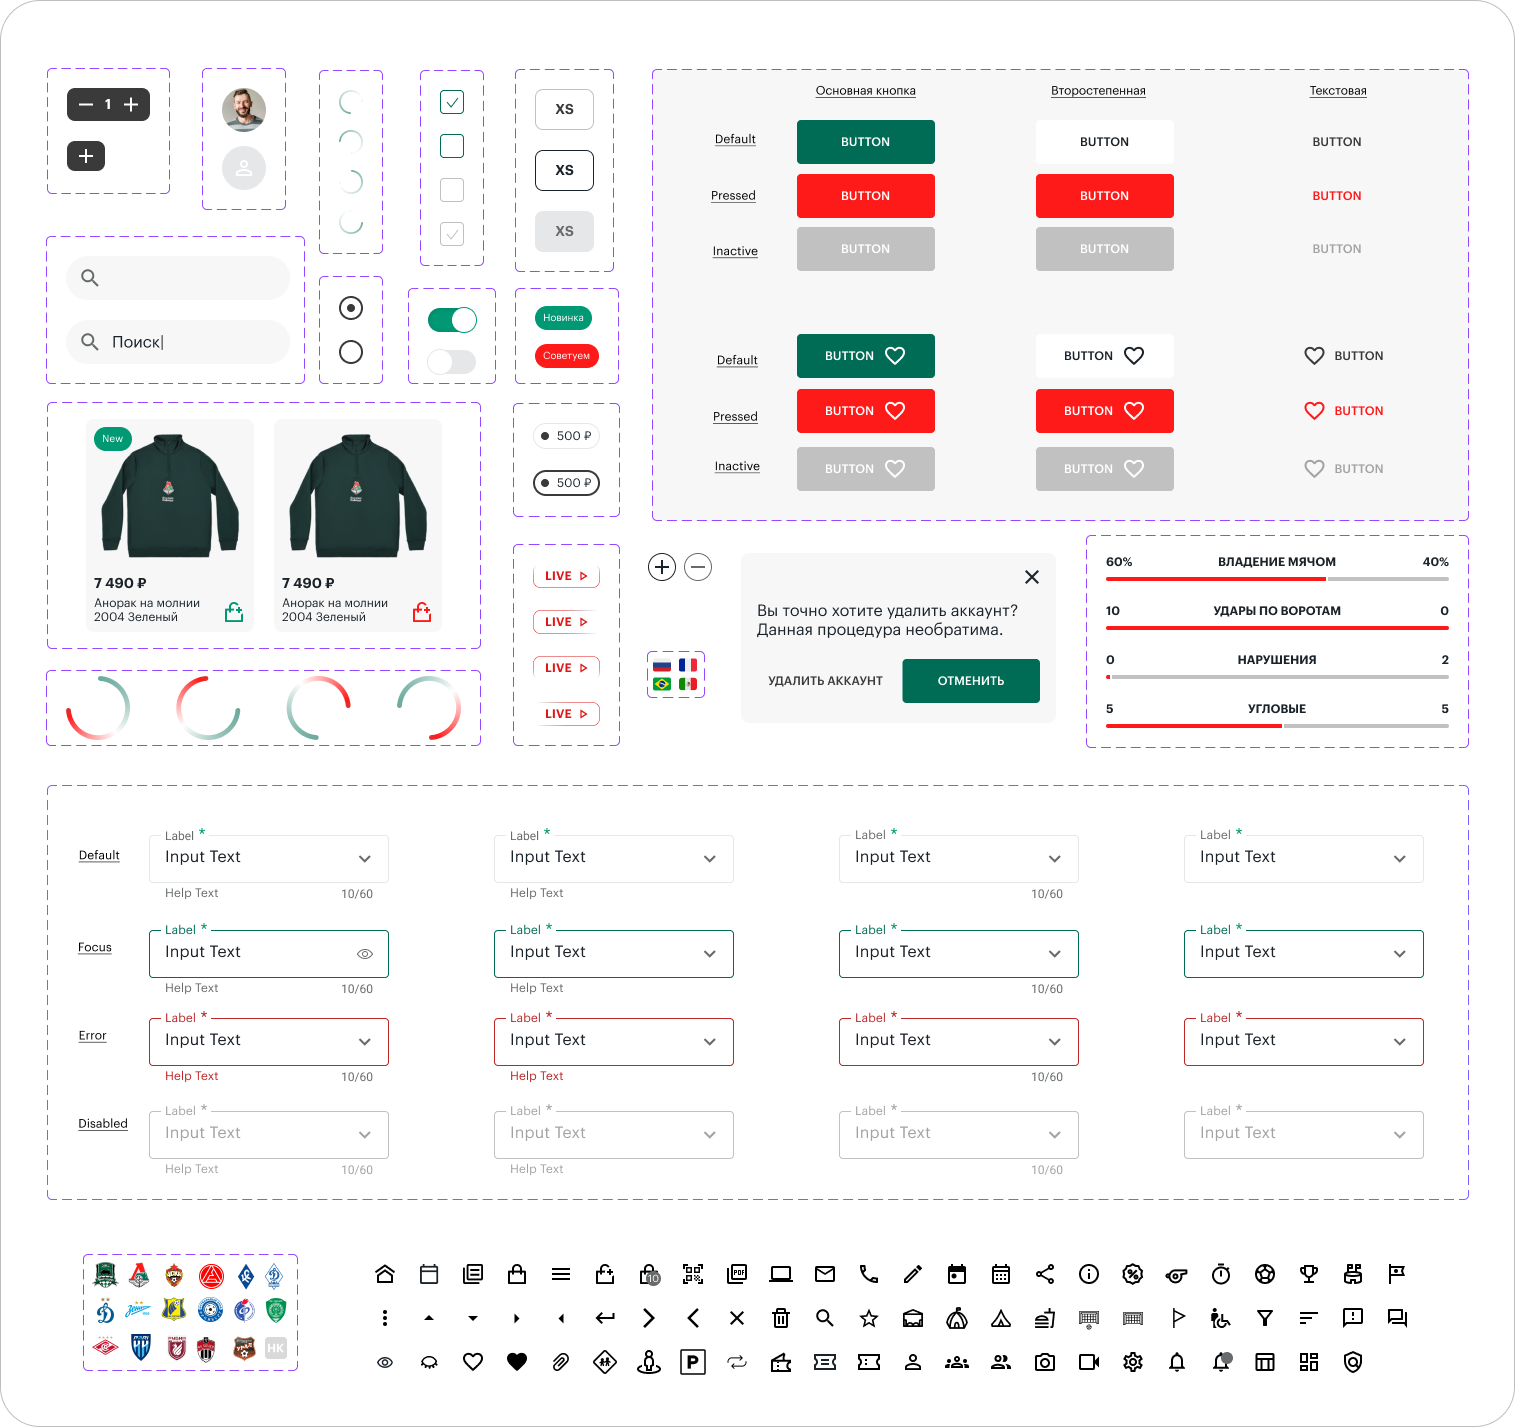 1
XS
XS
XS
Поиск|
Новинка
Советуем
Основная кнопка
Второстепенная
Текстовая
Default
BUTTON
BUTTON
BUTTON
Pressed
BUTTON
BUTTON
BUTTON
Inactive
BUTTON
BUTTON
BUTTON
Default
BUTTON
BUTTON
BUTTON
Pressed
BUTTON
BUTTON
BUTTON
Inactive
BUTTON
BUTTON
BUTTON
New
7 490 ₽
Анорак на молнии
2004 Зеленый
7 490 ₽
Анорак на молнии
2004 Зеленый
500 ₽
500 ₽
LIVE
LIVE
LIVE
LIVE
Вы точно хотите удалить аккаунт?
Данная процедура необратима.
УДАЛИТЬ АККАУНТ
ОТМЕНИТЬ
60% ВЛАДЕНИЕ МЯЧОМ 40%
10 УДАРЫ ПО ВОРОТАМ 0
0 НАРУШЕНИЯ 2
5 УГЛОВЫЕ 5
Default
Label *
Input Text
Help Text 10/60
Label *
Input Text
Help Text
Label *
Input Text
10/60
Label *
Input Text
Focus
Label *
Input Text
Help Text 10/60
Label *
Input Text
Help Text
Label *
Input Text
10/60
Label *
Input Text
Error
Label *
Input Text
Help Text 10/60
Label *
Input Text
Help Text
Label *
Input Text
10/60
Label *
Input Text
Disabled
Label *
Input Text
Help Text 10/60
Label *
Input Text
Help Text
Label *
Input Text
10/60
Label *
Input Text
НК
10
PDF
P